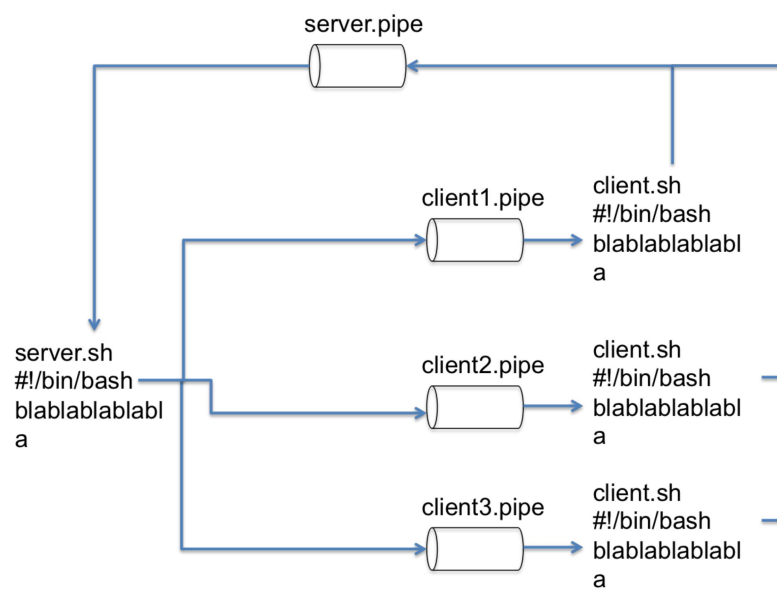 server.pipe
client1.pipe
client.sh
#!/bin/bash
blablablablabl
a
server.sh
#!/bin/bash
blablablablabl
a
client2.pipe
client.sh
#!/bin/bash
blablablablabl
a
client3.pipe
client.sh
#!/bin/bash
blablablablabl
a